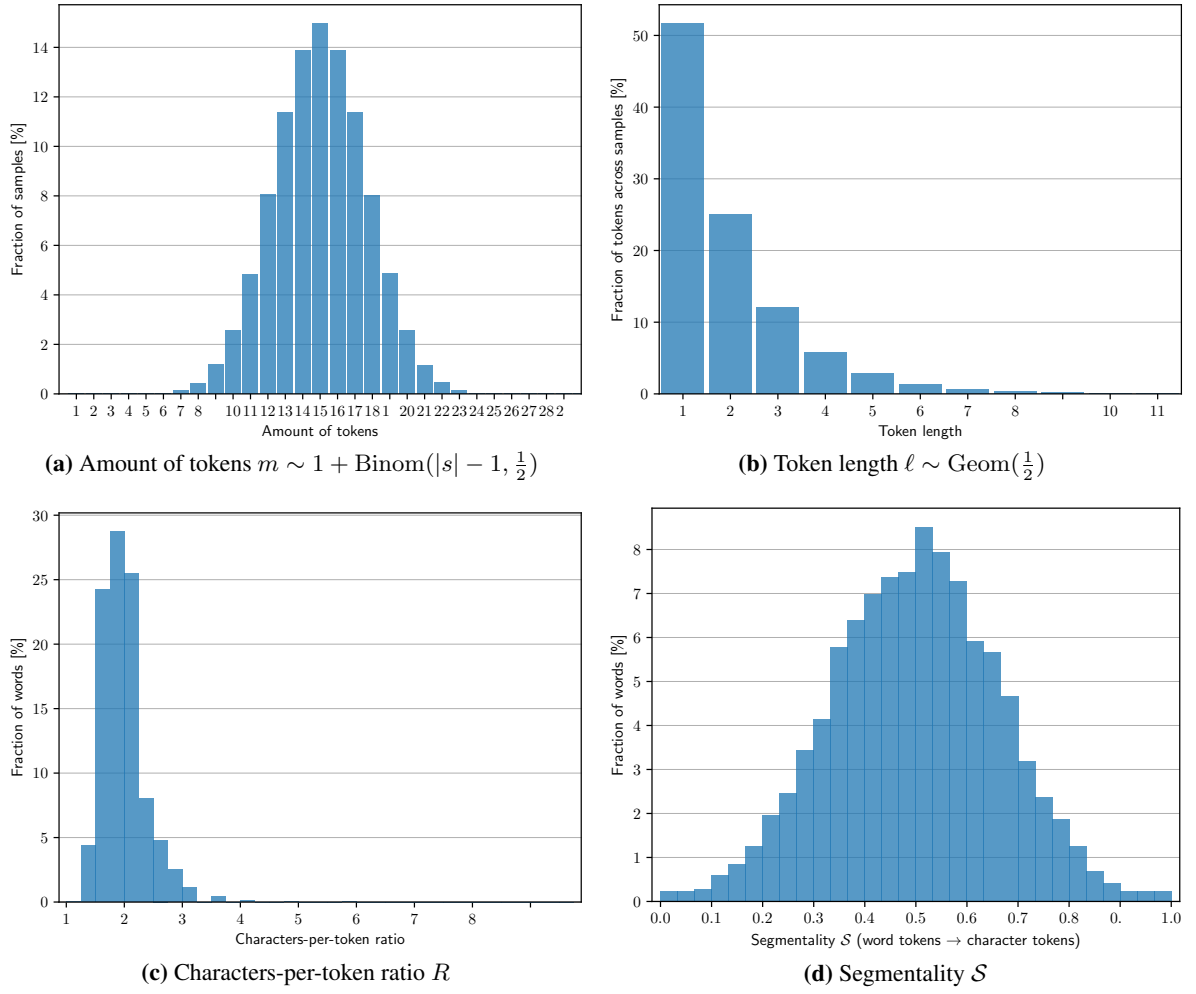 Fraction of samples [%]
14
12
10
8
6
4
2
0
1 2 3 4 5 6 7 8 10 11 12 13 14 15 16 17 18 1 20 21 22 23 24 25 26 27 28 2
Amount of tokens
(a) Amount of tokens m ∼ 1 + Binom(|s| − 1, 1/2)
Fraction of tokens across samples [%]
50
40
30
20
10
0
1 2 3 4 5 6 7 8 10 11
Token length
(b) Token length ℓ ∼ Geom(1/2)
Fraction of words [%]
30
25
20
15
10
5
0
1 2 3 4 5 6 7 8
Characters-per-token ratio
(c) Characters-per-token ratio R
Fraction of words [%]
8
7
6
5
4
3
2
1
0
0.0 0.1 0.2 0.3 0.4 0.5 0.6 0.7 0.8 0. 1.0
Segmentality S (word tokens → character tokens)
(d) Segmentality S